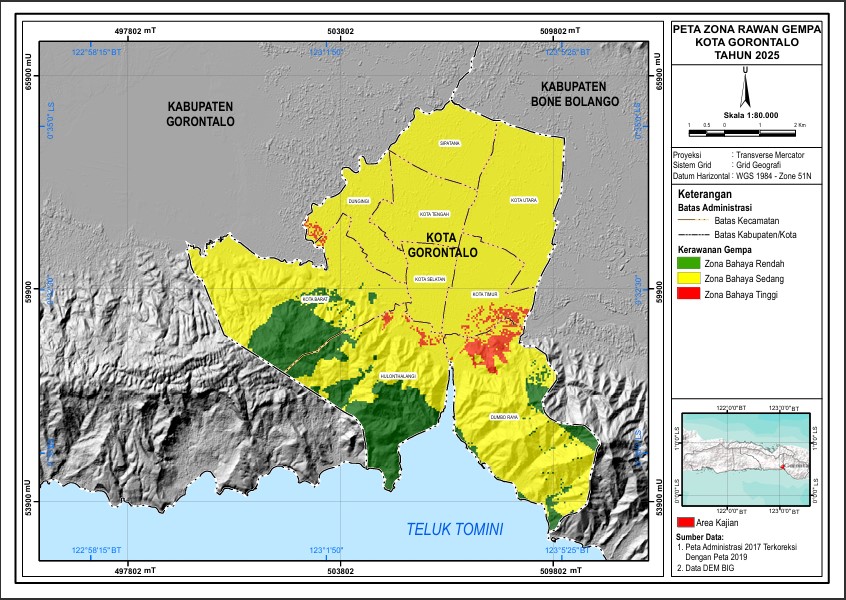 497802 mT
503802
509802 mT
122°58'15"BT
123°1'50"
123°5'25"BT
65900 mU
65900 mU
0°35'0" LS
0°35'0" LS
KABUPATEN
GORONTALO
KABUPATEN
BONE BOLANGO
SIPATANA
DUNGINGI
KOTA TENGAH
KOTA UTARA
KOTA
GORONTALO
KOTA SELATAN
KOTA TIMUR
KOTA BARAT
59900
59900
HULONTHALANGI
DUMBO RAYA
53900 mU
53900 mU
TELUK TOMINI
122°58'15"BT
123°1'50"
123°5'25"BT
497802 mT
503802
509802 mT
PETA ZONA RAWAN GEMPA
KOTA GORONTALO
TAHUN 2025
U
Skala 1:80.000
1 0.5 0 1 2 Km
Proyeksi : Transverse Mercator
Sistem Grid : Grid Geografi
Datum Harizontal : WGS 1984 - Zone 51N
Keterangan
Batas Administrasi
Batas Kecamatan
Batas Kabupaten/Kota
Kerawanan Gempa
Zona Bahaya Rendah
Zona Bahaya Sedang
Zona Bahaya Tinggi
122°0'0"BT
123°0'0"BT
1°0'0" LS
1°0'0" LS
0°0'0" LS
0°0'0" LS
122°0'0"BT
123°0'0"BT
Area Kajian
Sumber Data:
1. Peta Administrasi 2017 Terkoreksi
Dengan Peta 2019
2. Data DEM BIG